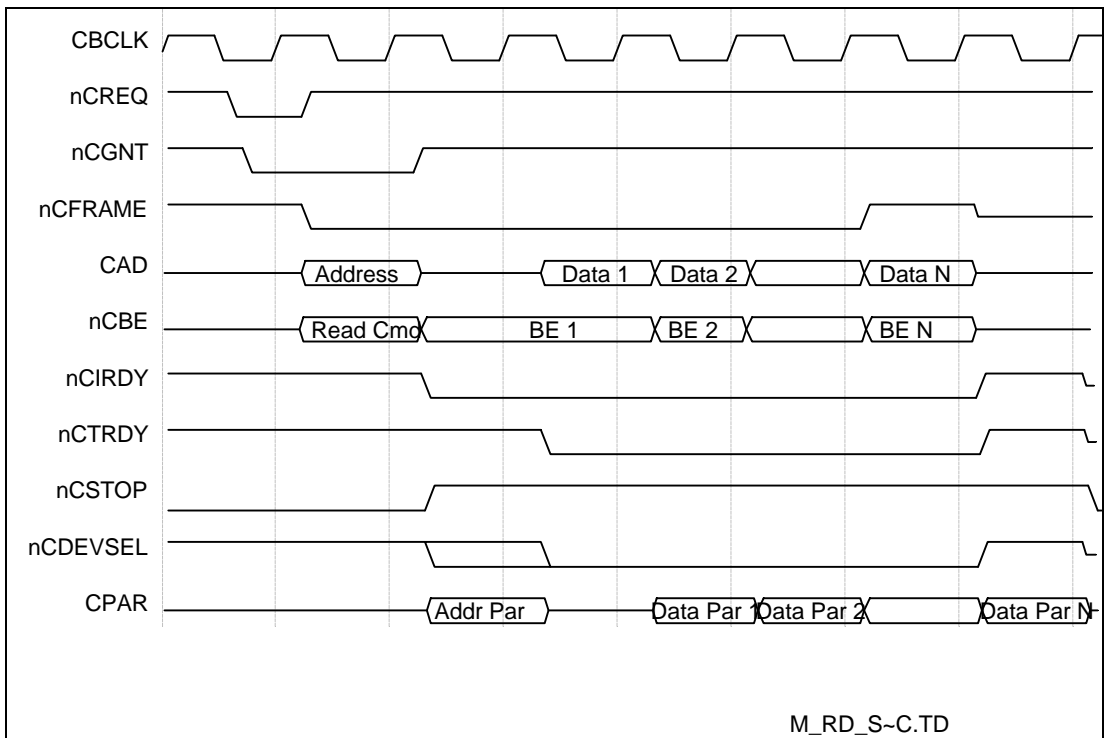 CBCLK
nCREQ
nCGNT
nCFRAME
CAD Address Data 1 Data 2 Data N
nCBE Read Cmd BE 1 BE 2 BE N
nCIRDY
nCTRDY
nCSTOP
nCDEVSEL
CPAR Addr Par Data Par 1 Data Par 2 Data Par N
M_RD_S~C.TD